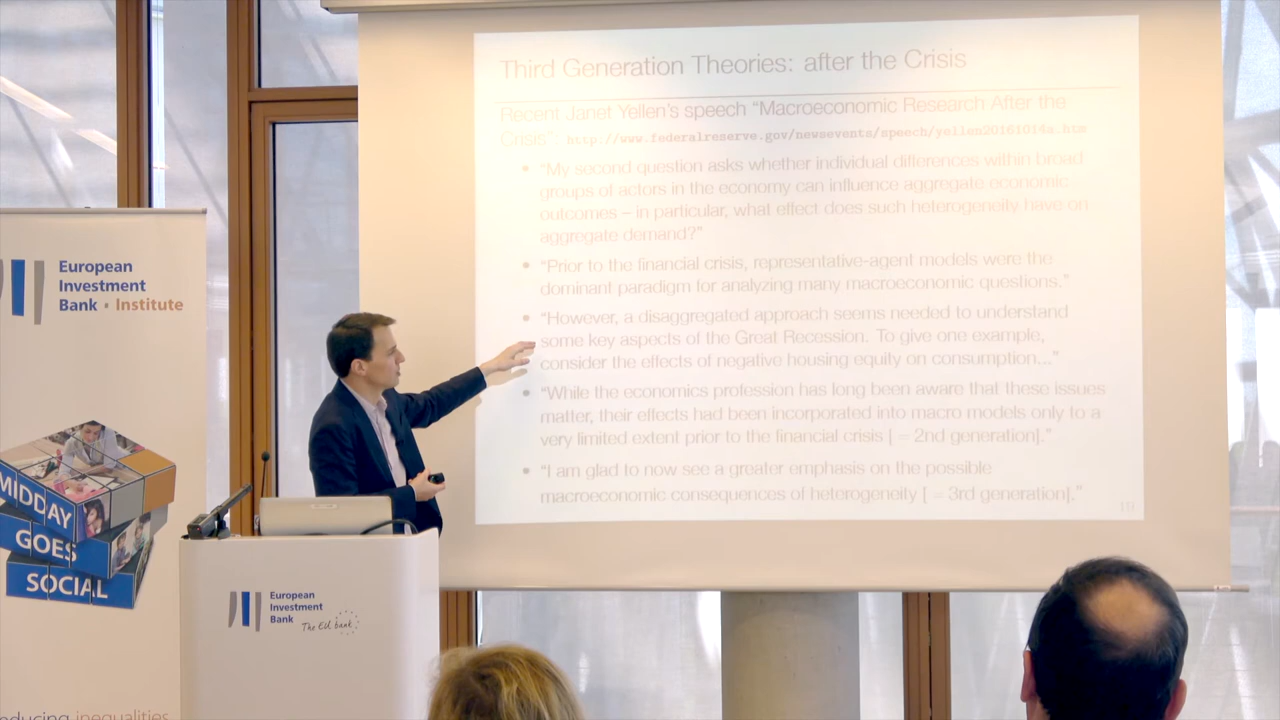 Third Generation Theories: after the Crisis
Recent Janet Yellen's speech “Macroeconomic Research After the
Crisis”: http://www.federalreserve.gov/newsevents/speech/yellen20161014a.htm
• “My second question asks whether individual differences within broad
groups of actors in the economy can influence aggregate economic
outcomes – in particular, what effect does such heterogeneity have on
aggregate demand?”
• “Prior to the financial crisis, representative-agent models were the
dominant paradigm for analyzing many macroeconomic questions.”
• “However, a disaggregated approach seems needed to understand
some key aspects of the Great Recession. To give one example,
consider the effects of negative housing equity on consumption...”
• “While the economics profession has long been aware that these issues
matter, their effects had been incorporated into macro models only to a
very limited extent prior to the financial crisis [ = 2nd generation].”
• “I am glad to now see a greater emphasis on the possible
macroeconomic consequences of heterogeneity [ = 3rd generation].”
19
European
Investment
Bank • Institute
MIDDAY
GOES
SOCIAL
inequalities
European
Investment
Bank
The EU bank